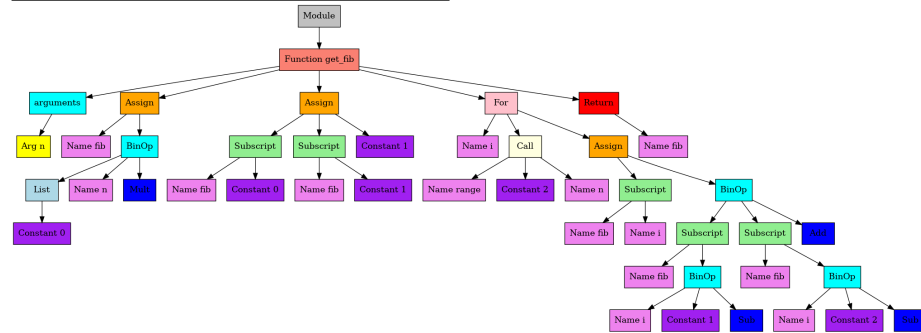 Module
Function get_fib
arguments Assign Assign For Return
Arg n Name fib BinOp Subscript Subscript Constant 1 Name i Call Assign Name fib
List Name n Mult Name fib Constant 0 Name fib Constant 1 Name range Constant 2 Name n Subscript BinOp
Constant 0 Name fib Name i Subscript Subscript Add
Name fib BinOp Name fib BinOp
Name i Constant 1 Sub Name i Constant 2 Sub